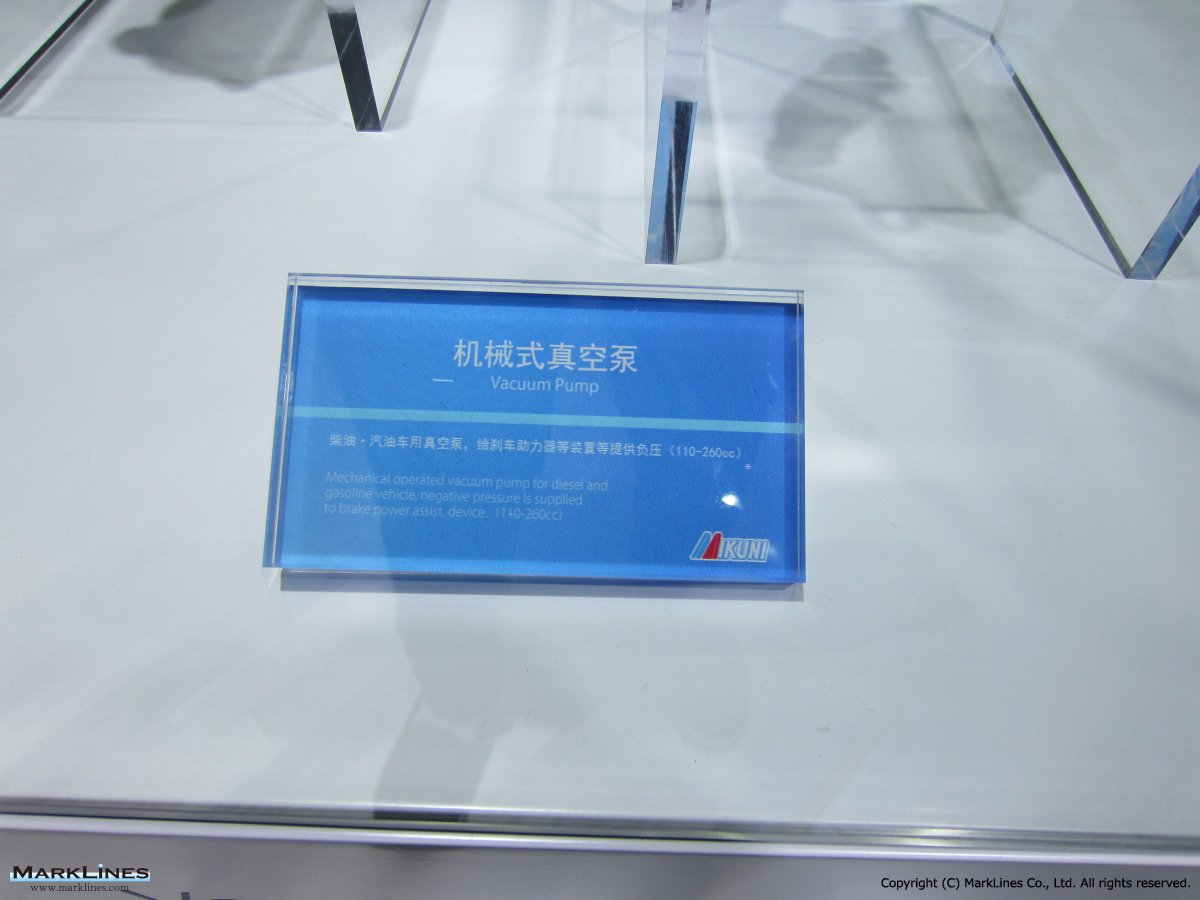 机械式真空泵
Vacuum Pump
柴油·汽油车用真空泵，给刹车助力器等装置等提供负压（110-260cc）
Mechanical operated vacuum pump for diesel and
gasoline vehicle, negative pressure is supplied
to brake power assist, device.（110-260cc）
MIKUNI
MARKLINES
www.marklines.com
Copyright (C) MarkLines Co., Ltd. All rights reserved.